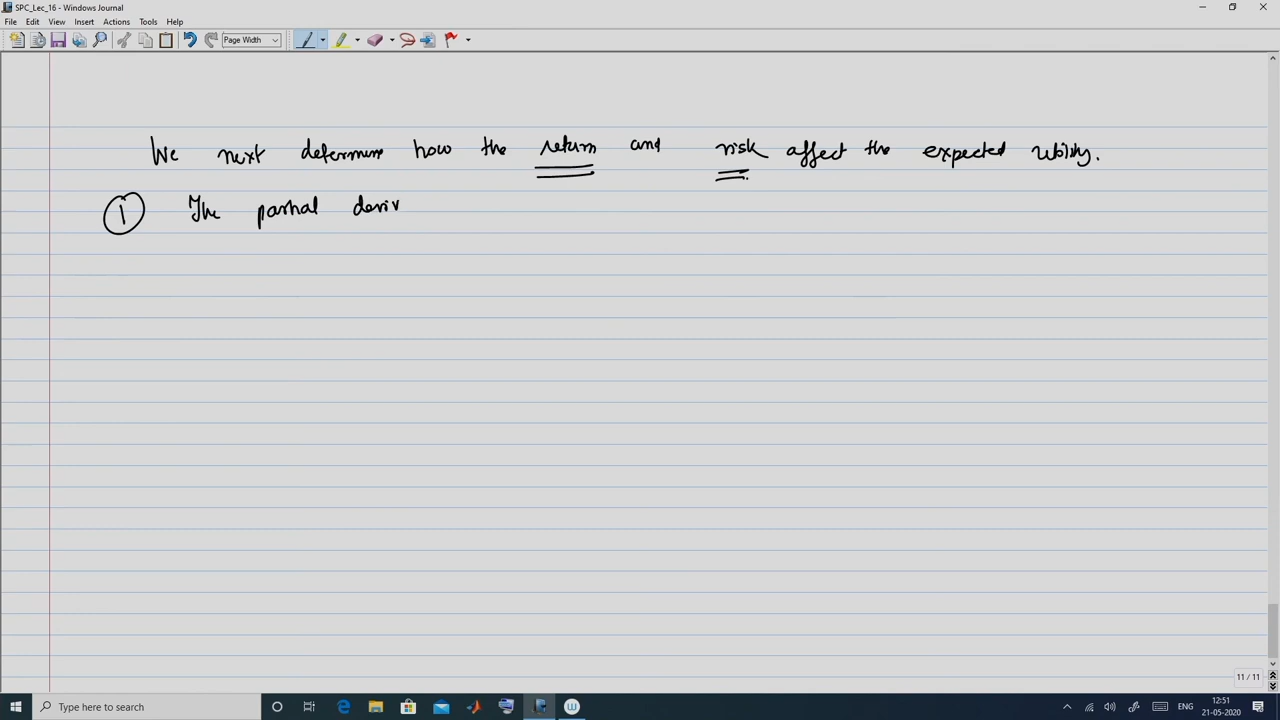 SPC_Lec_16 - Windows Journal
File Edit View Insert Actions Tools Help
Page Width
We next determine how the return and risk affect the expected utility.
1 The partial deriv
11 / 11
Type here to search
ENG
12:51
21-05-2020